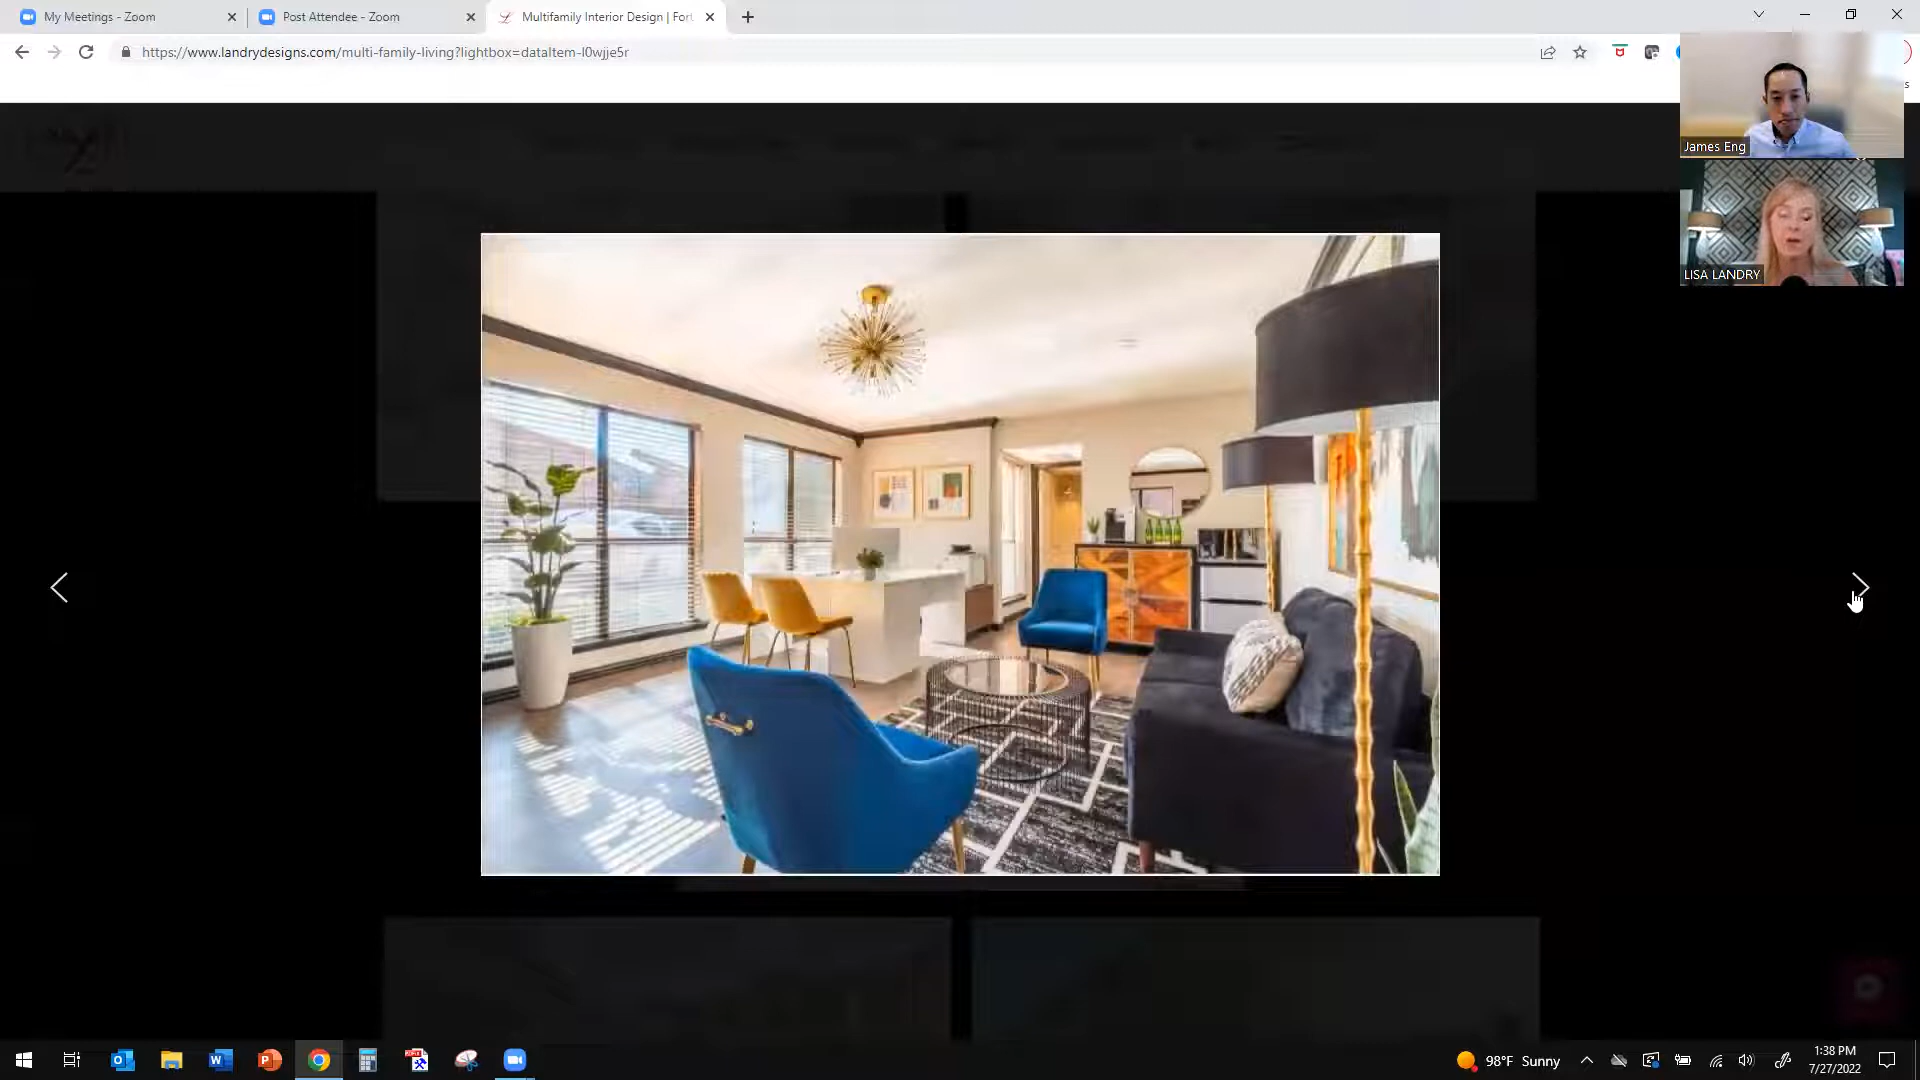 My Meetings - Zoom
Post Attendee - Zoom
Multifamily Interior Design | Fort
https://www.landrydesigns.com/multi-family-living?lightbox=dataItem-l0wjje5r
James Eng
LISA LANDRY
98°F Sunny
1:38 PM
7/27/2022